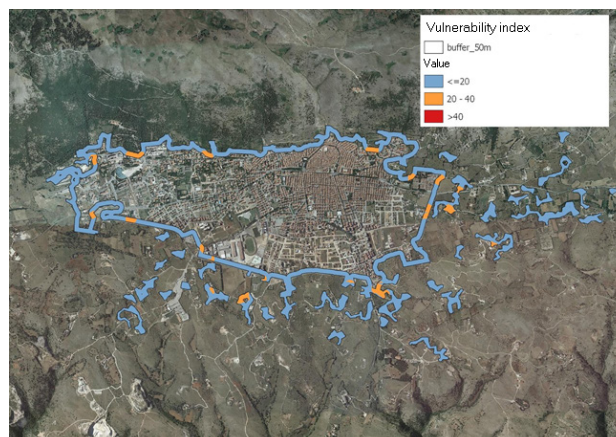 Vulnerability index
buffer_50m
Value
<=20
20 - 40
>40